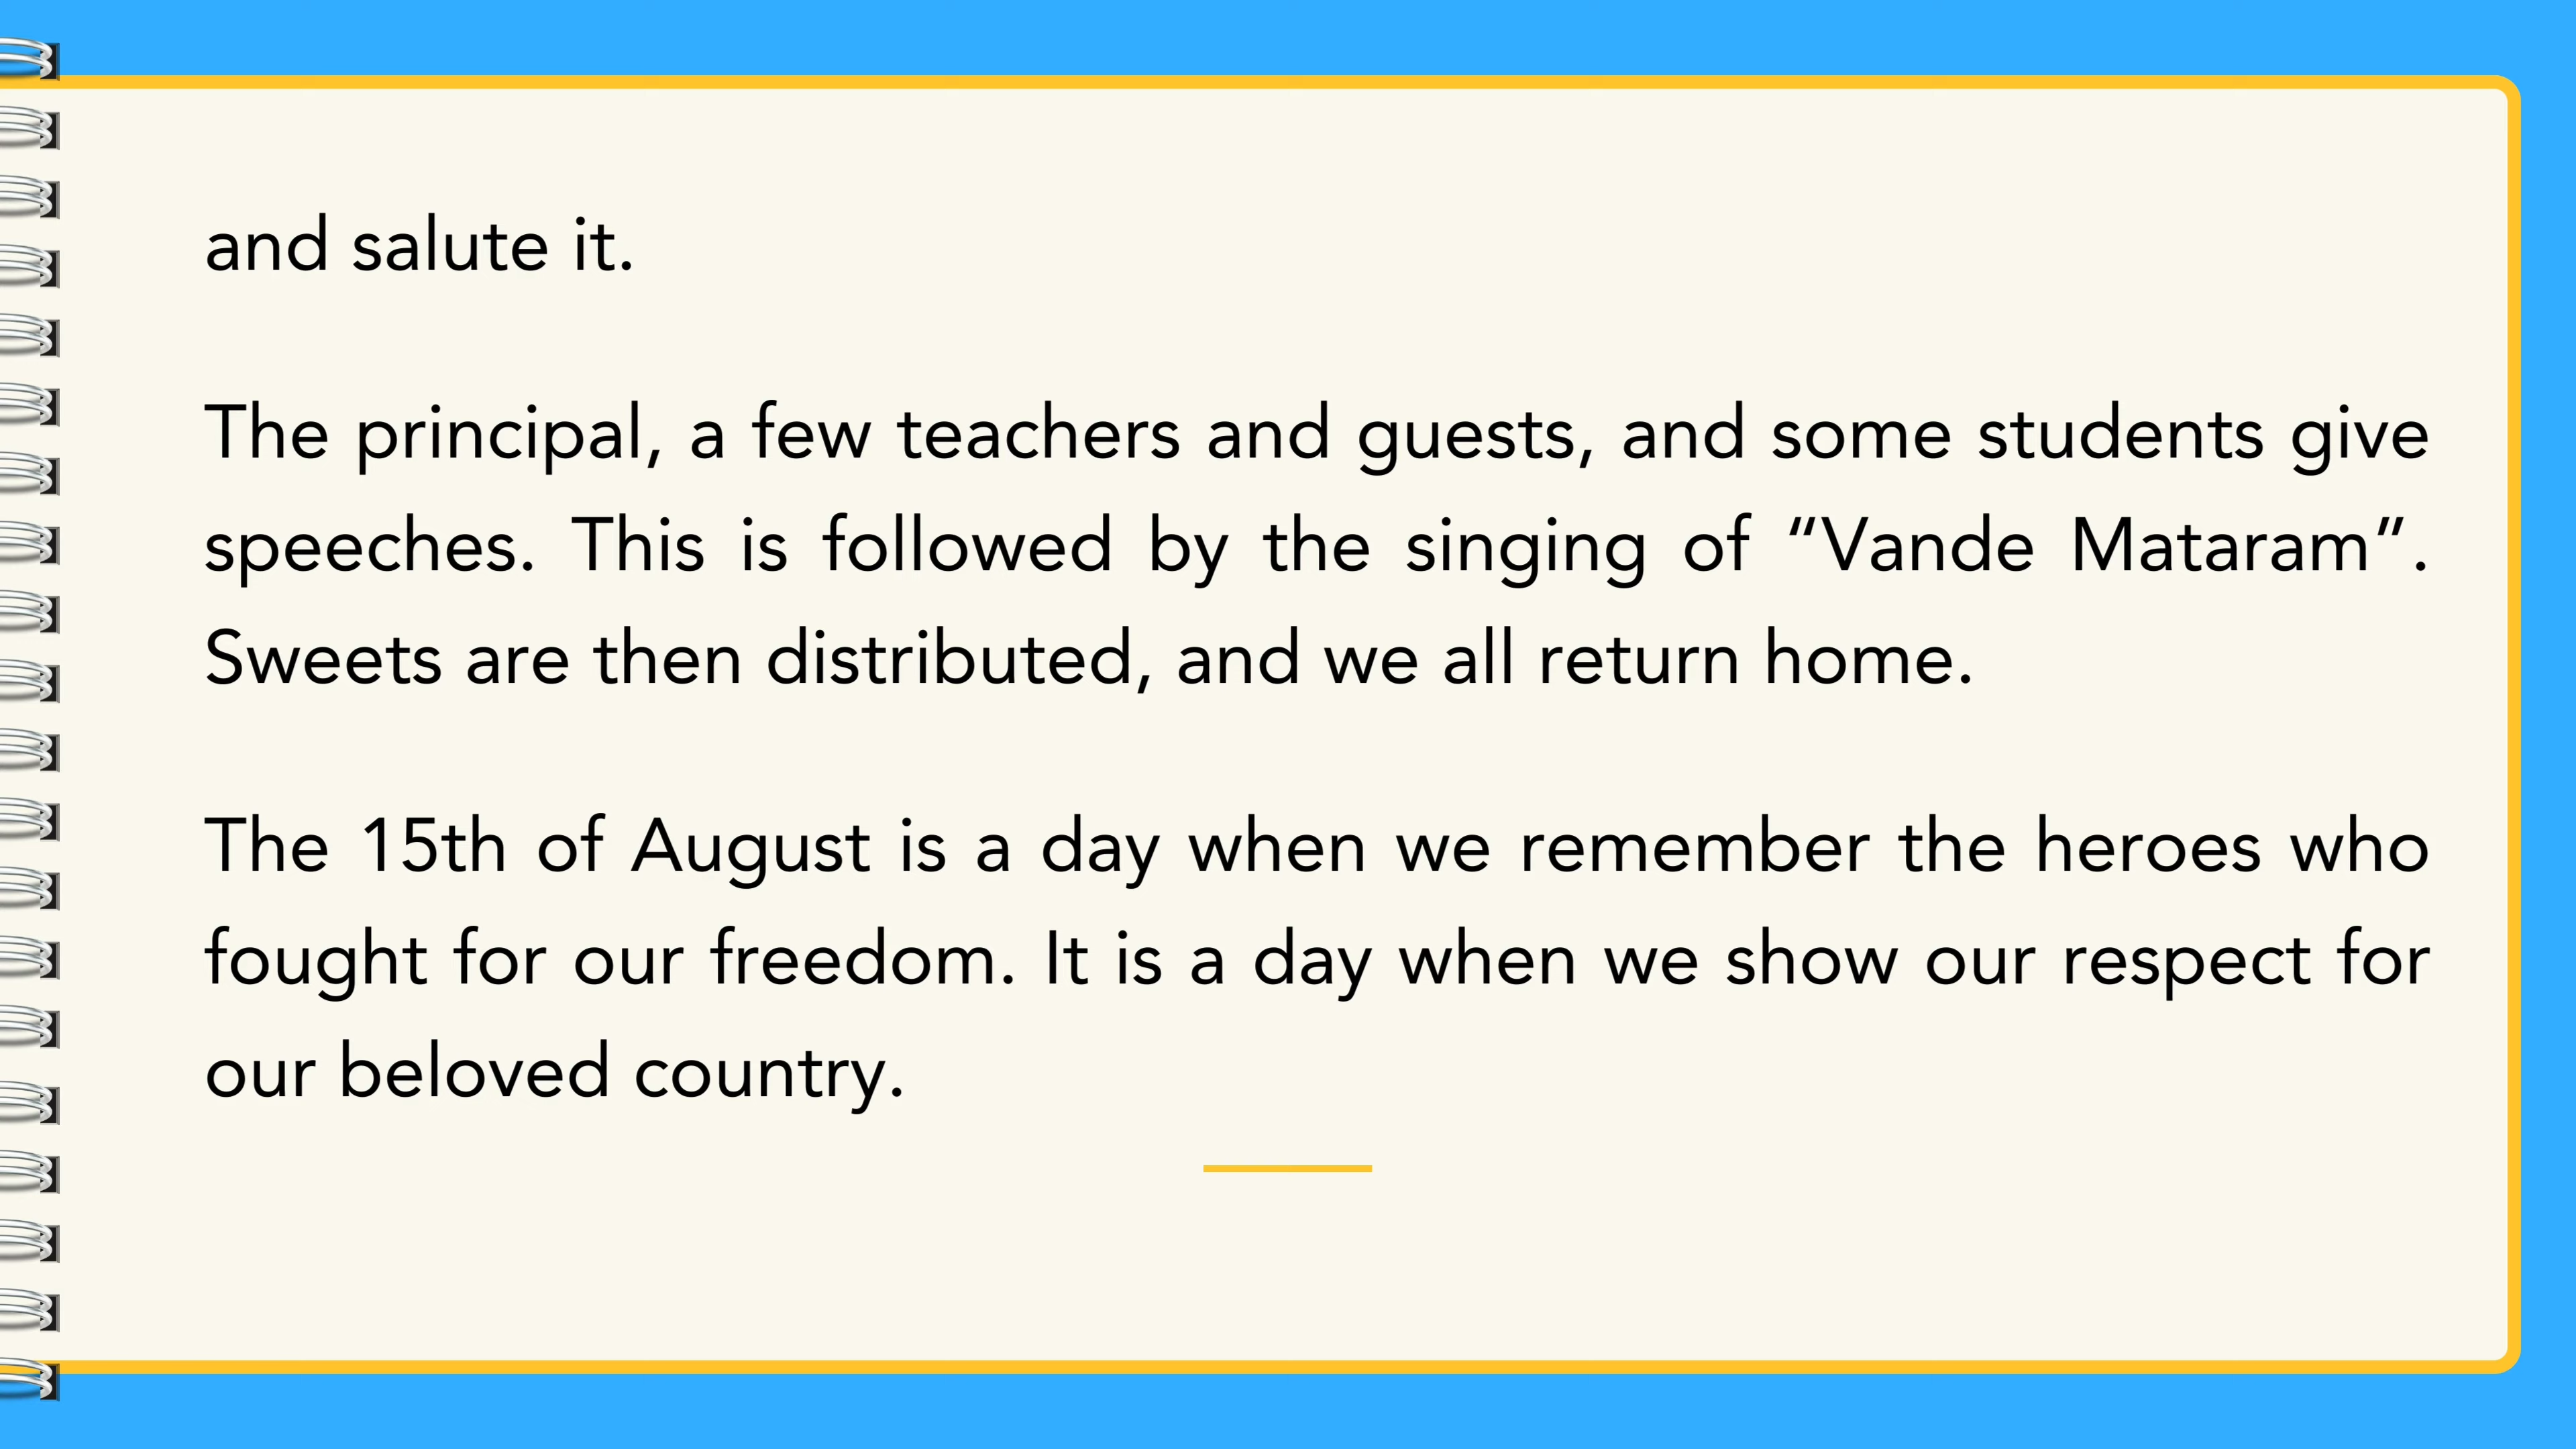 and salute it.
The principal, a few teachers and guests, and some students give
speeches. This is followed by the singing of “Vande Mataram”.
Sweets are then distributed, and we all return home.
The 15th of August is a day when we remember the heroes who
fought for our freedom. It is a day when we show our respect for
our beloved country.